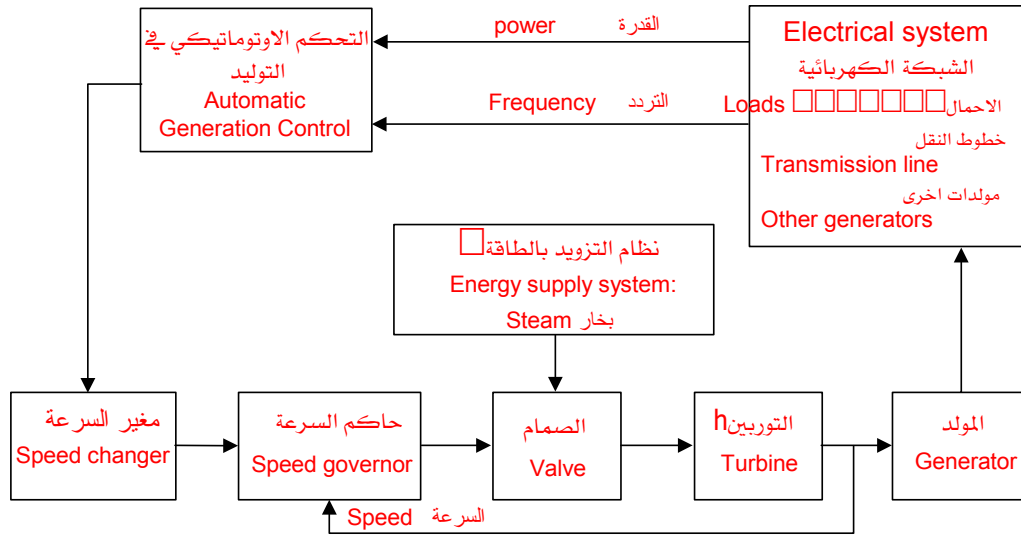 التحكم الاوتوماتيكي في
التوليد
Automatic
Generation Control
power القدرة
Frequency التردد
Electrical system
الشبكة الكهربائية
Loads □□□□□□□الاحمال
خطوط النقل
Transmission line
مولدات اخرى
Other generators
نظام التزويد بالطاقة□
Energy supply system:
Steam بخار
مغير السرعة
Speed changer
حاكم السرعة
Speed governor
الصمام
Valve
التوربينh
Turbine
المولد
Generator
Speed السرعة